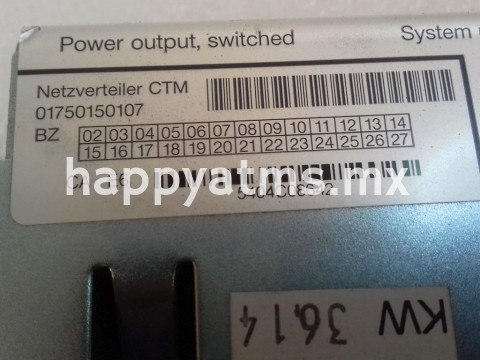 Power output, switched
System
Netzverteiler CTM
01750150107
BZ
02 03 04 05 06 07 08 09 10 11 12 13 14
15 16 17 18 19 20 21 22 23 24 25 26 27
happyatms.mx
KW 36.14